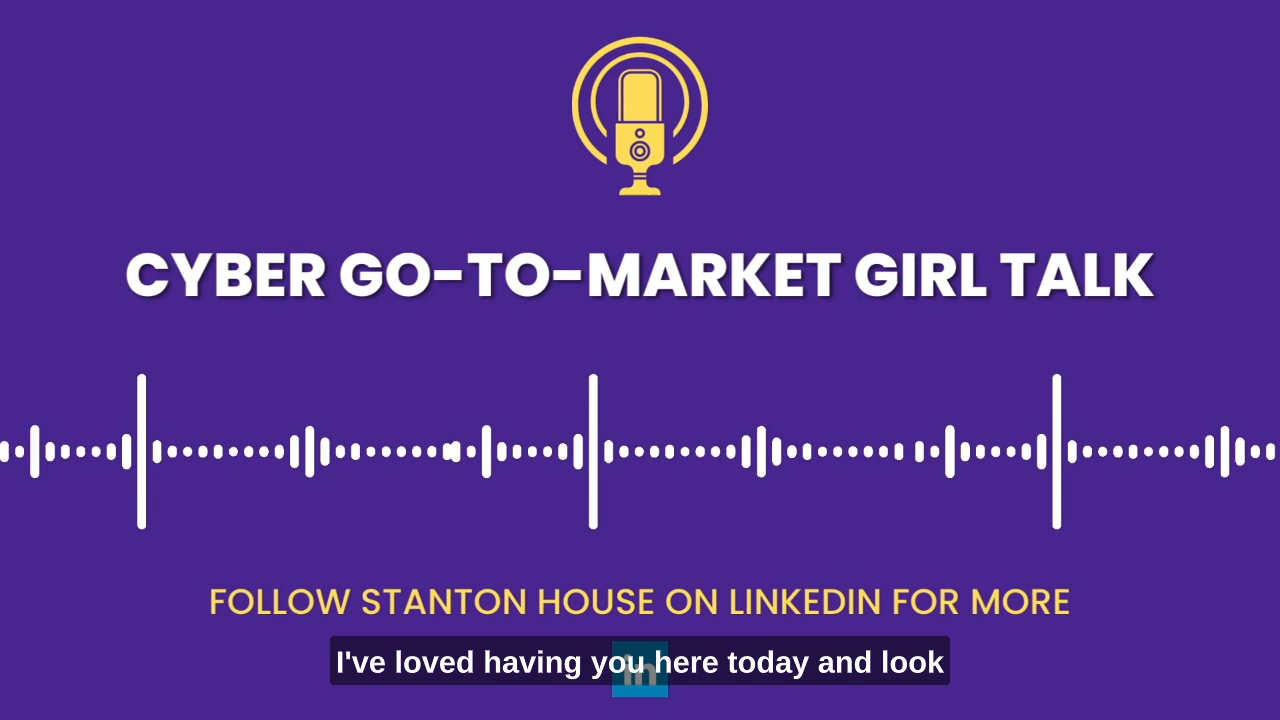 CYBER GO-TO-MARKET GIRL TALK
FOLLOW STANTON HOUSE ON LINKEDIN FOR MORE
I've loved having you here today and look
in